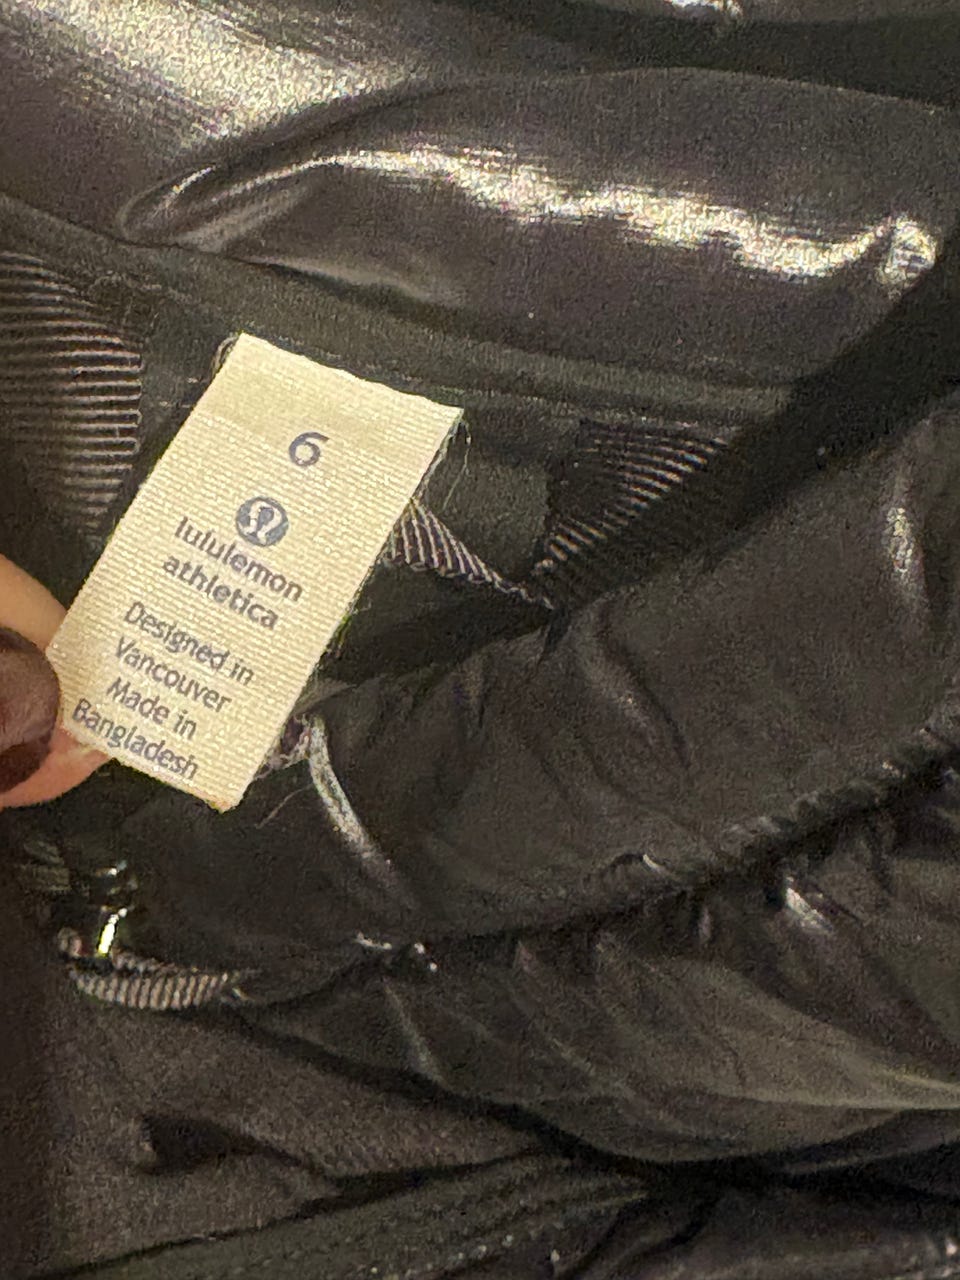 6
lululemon
athletica
Designed in
Vancouver
Made in
Bangladesh